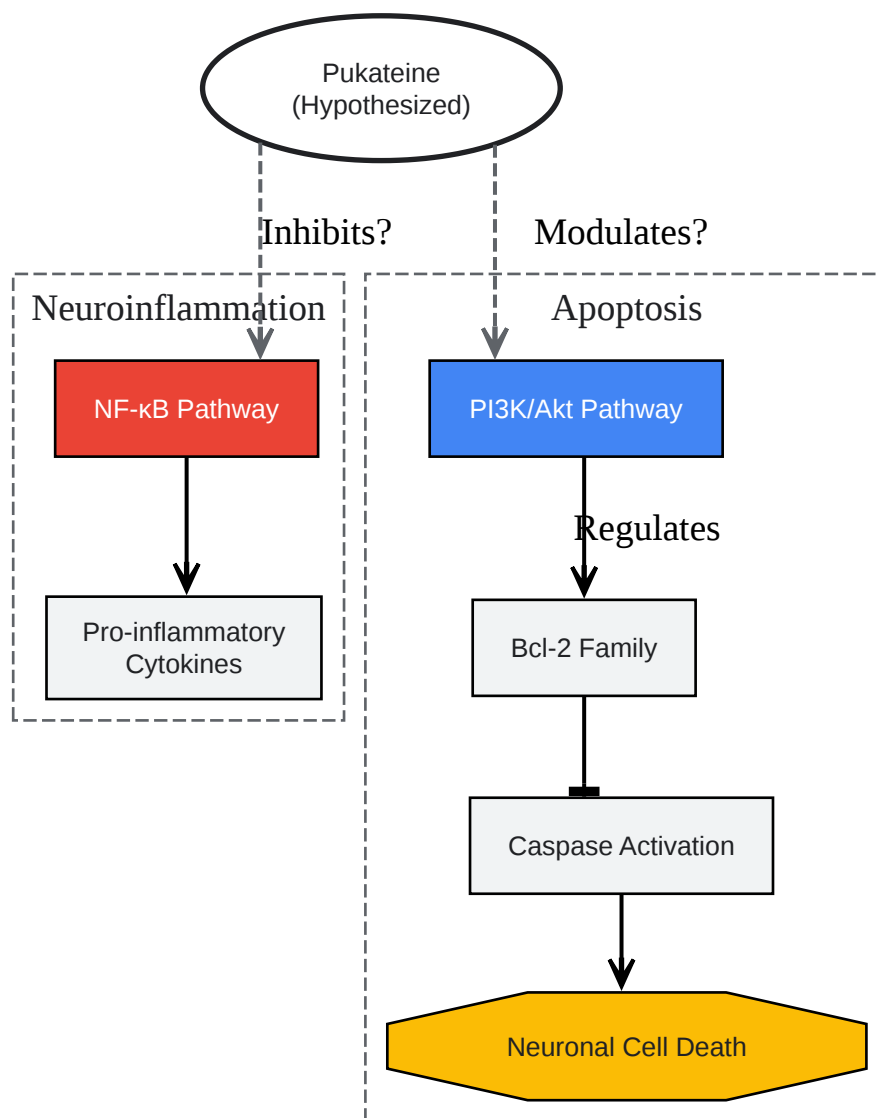 Pukateine
(Hypothesized)
Inhibits?
Modulates?
Neuroinflammation
Apoptosis
NF-κB Pathway
PI3K/Akt Pathway
Regulates
Pro-inflammatory
Cytokines
Bcl-2 Family
Caspase Activation
Neuronal Cell Death